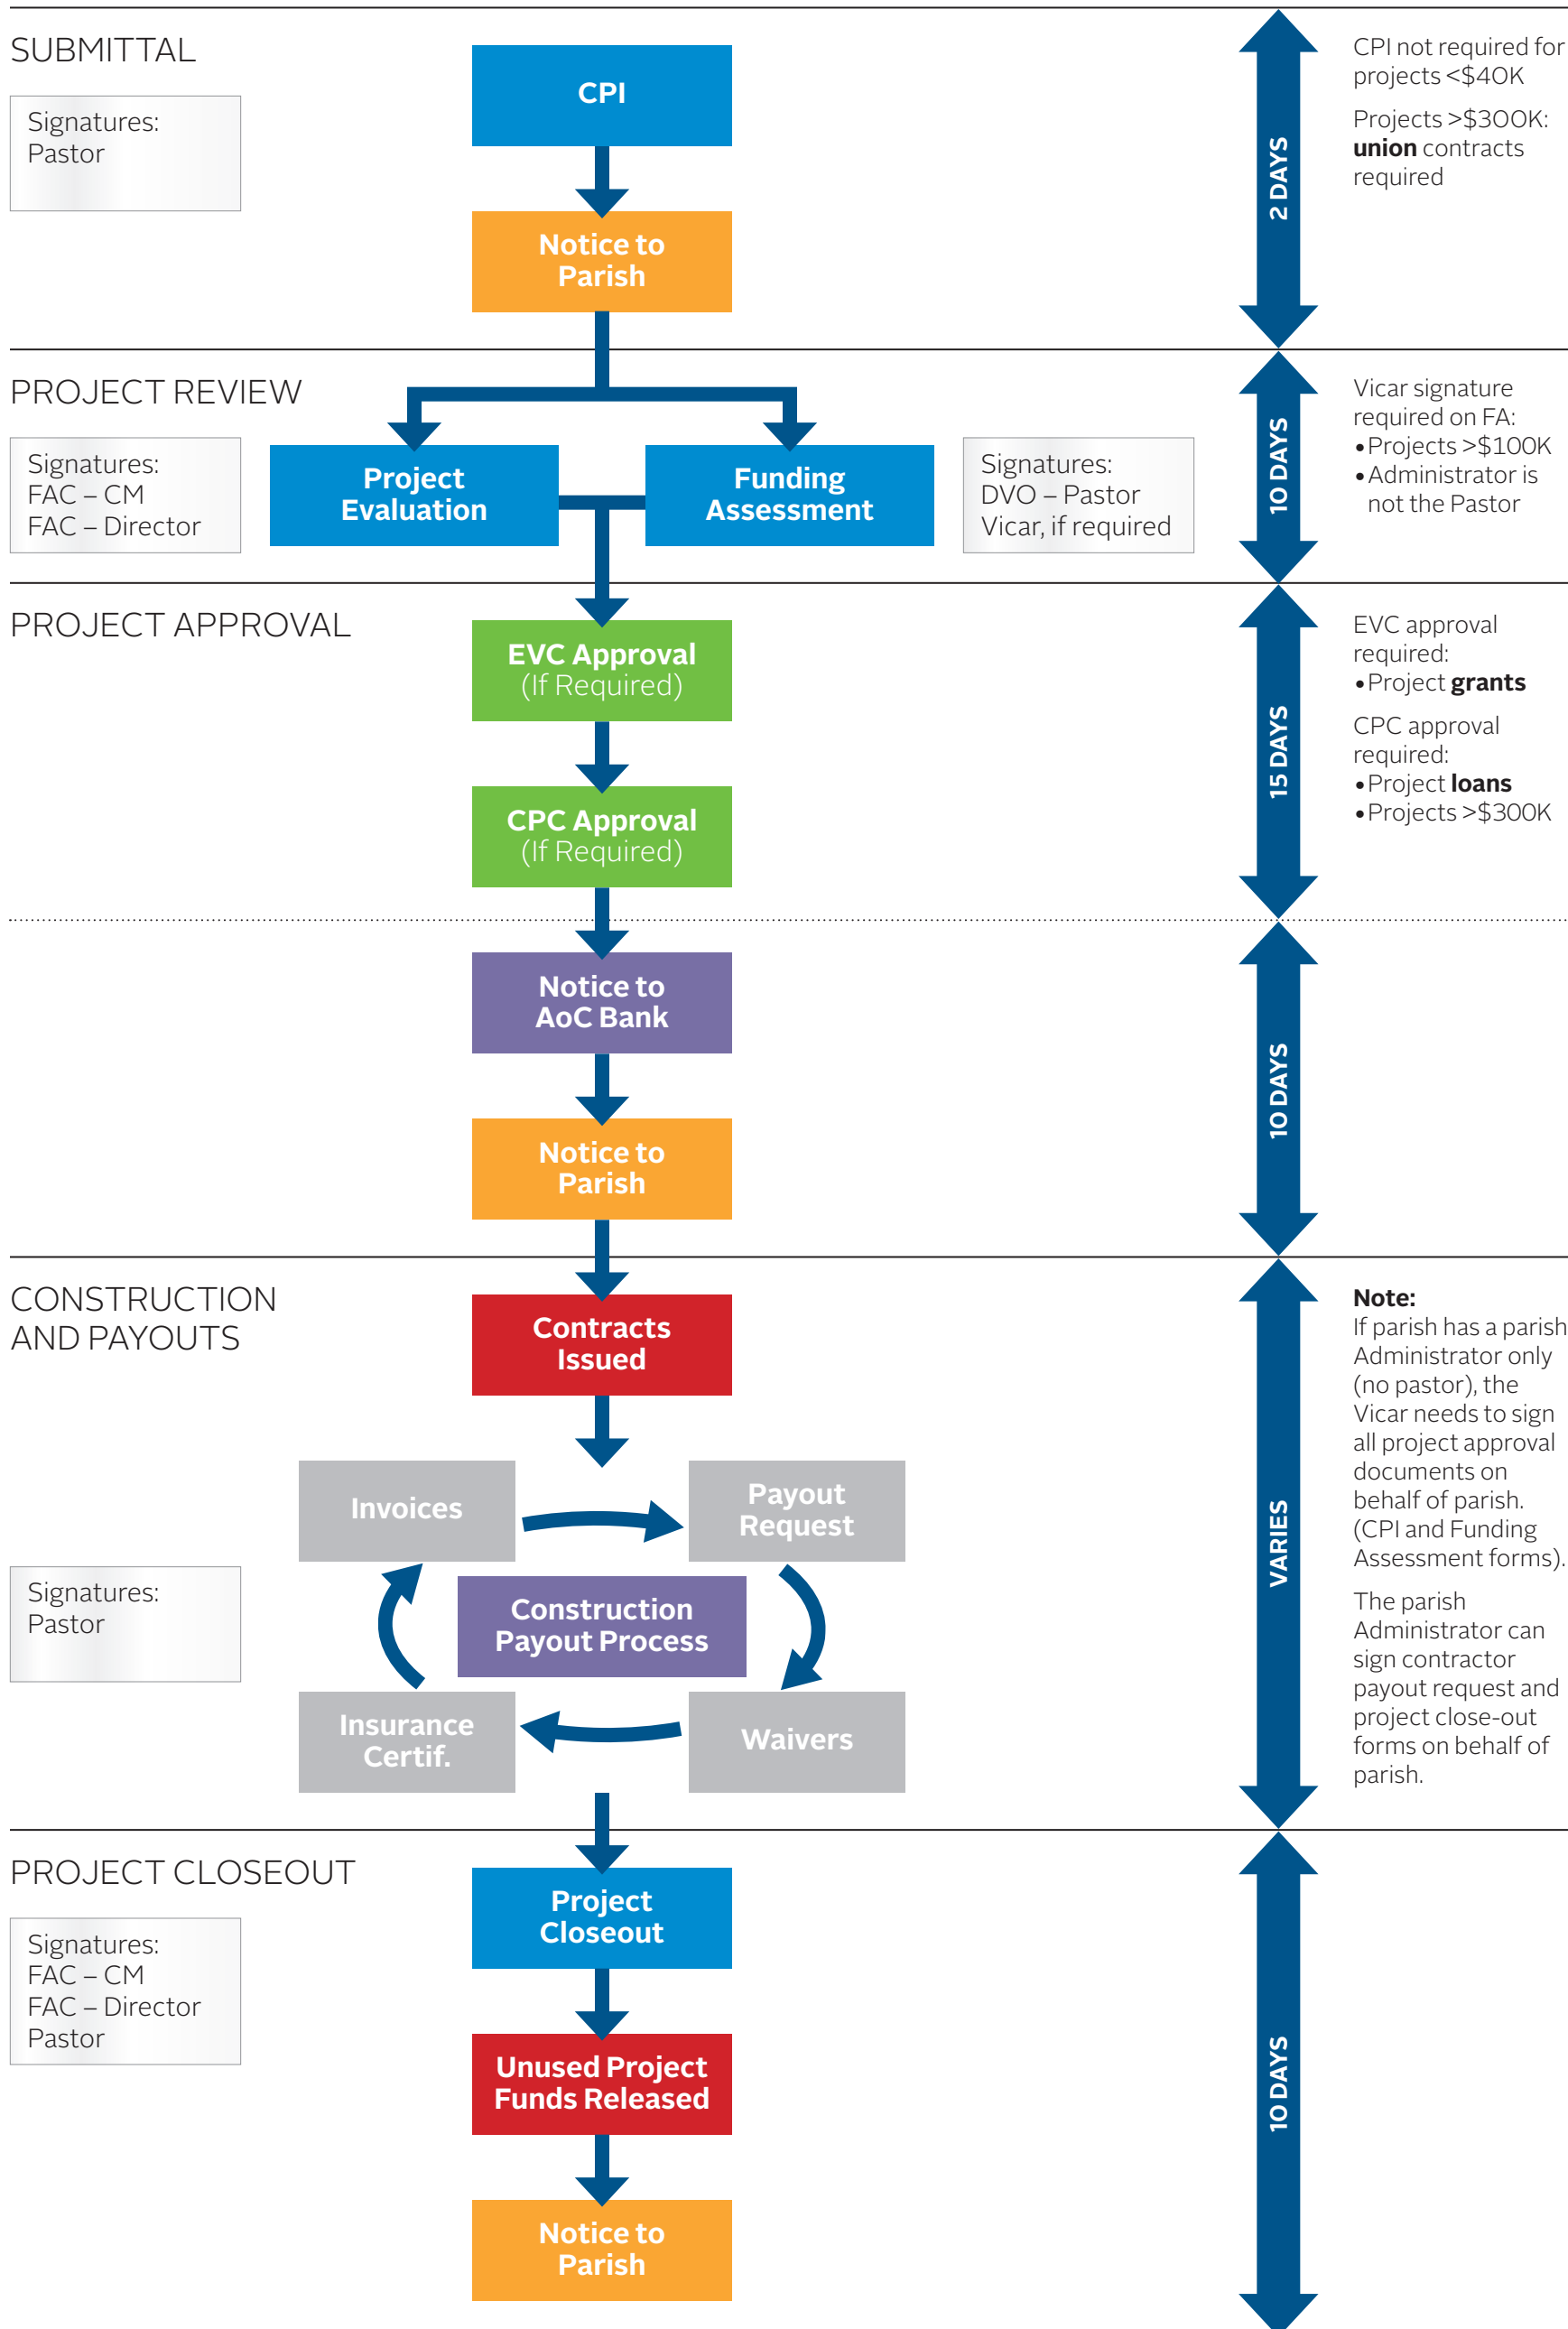 SUBMITTAL
Signatures:
Pastor
CPI
Notice to
Parish
2 DAYS
CPI not required for
projects <$40K
Projects >$300K:
union contracts
required
PROJECT REVIEW
Signatures:
FAC – CM
FAC – Director
Project
Evaluation
Funding
Assessment
Signatures:
DVO – Pastor
Vicar, if required
10 DAYS
Vicar signature
required on FA:
•Projects >$100K
•Administrator is
not the Pastor
PROJECT APPROVAL
EVC Approval
(If Required)
CPC Approval
(If Required)
15 DAYS
EVC approval
required:
•Project grants
CPC approval
required:
•Project loans
•Projects >$300K
Notice to
AoC Bank
Notice to
Parish
10 DAYS
CONSTRUCTION
AND PAYOUTS
Signatures:
Pastor
Contracts
Issued
Invoices
Payout
Request
Construction
Payout Process
Insurance
Certif.
Waivers
VARIES
Note:
If parish has a parish
Administrator only
(no pastor), the
Vicar needs to sign
all project approval
documents on
behalf of parish.
(CPI and Funding
Assessment forms).
The parish
Administrator can
sign contractor
payout request and
project close-out
forms on behalf of
parish.
PROJECT CLOSEOUT
Signatures:
FAC – CM
FAC – Director
Pastor
Project
Closeout
Unused Project
Funds Released
Notice to
Parish
10 DAYS